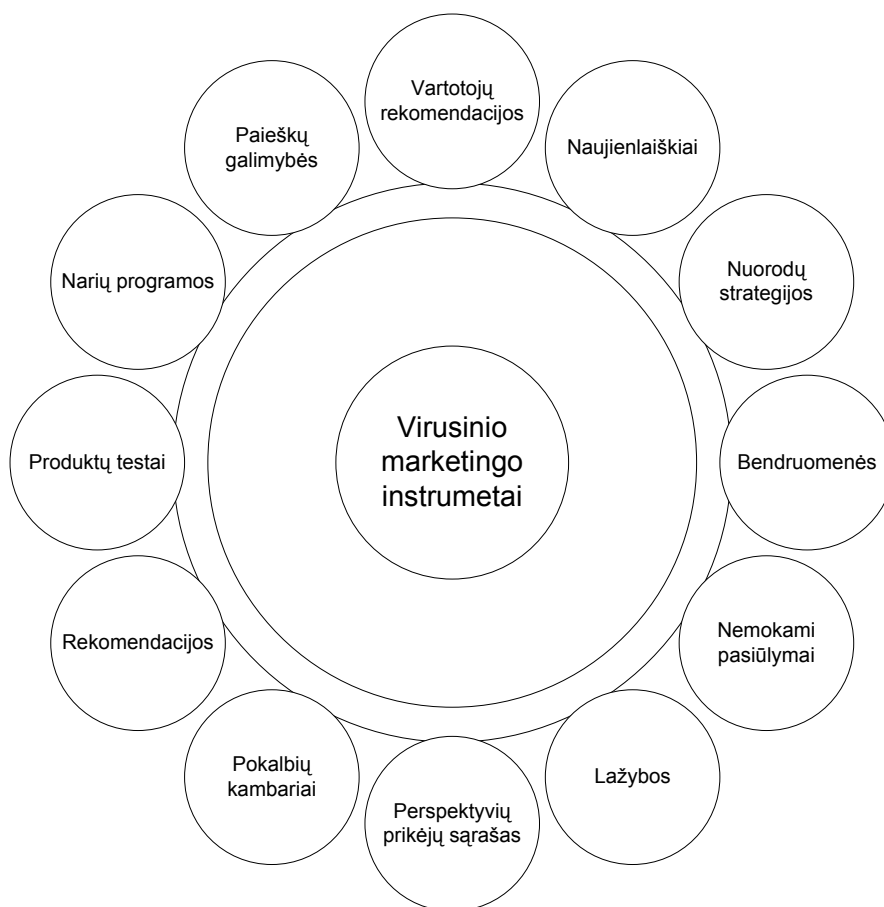 Vartotojų
rekomendacijos
Naujienlaiškiai
Nuorodų
strategijos
Bendruomenės
Nemokami
pasiūlymai
Lažybos
Perspektyvių
prikėjų sąrašas
Pokalbių
kambariai
Rekomendacijos
Produktų testai
Narių programos
Paieškų
galimybės
Virusinio
marketingo
instrumetai